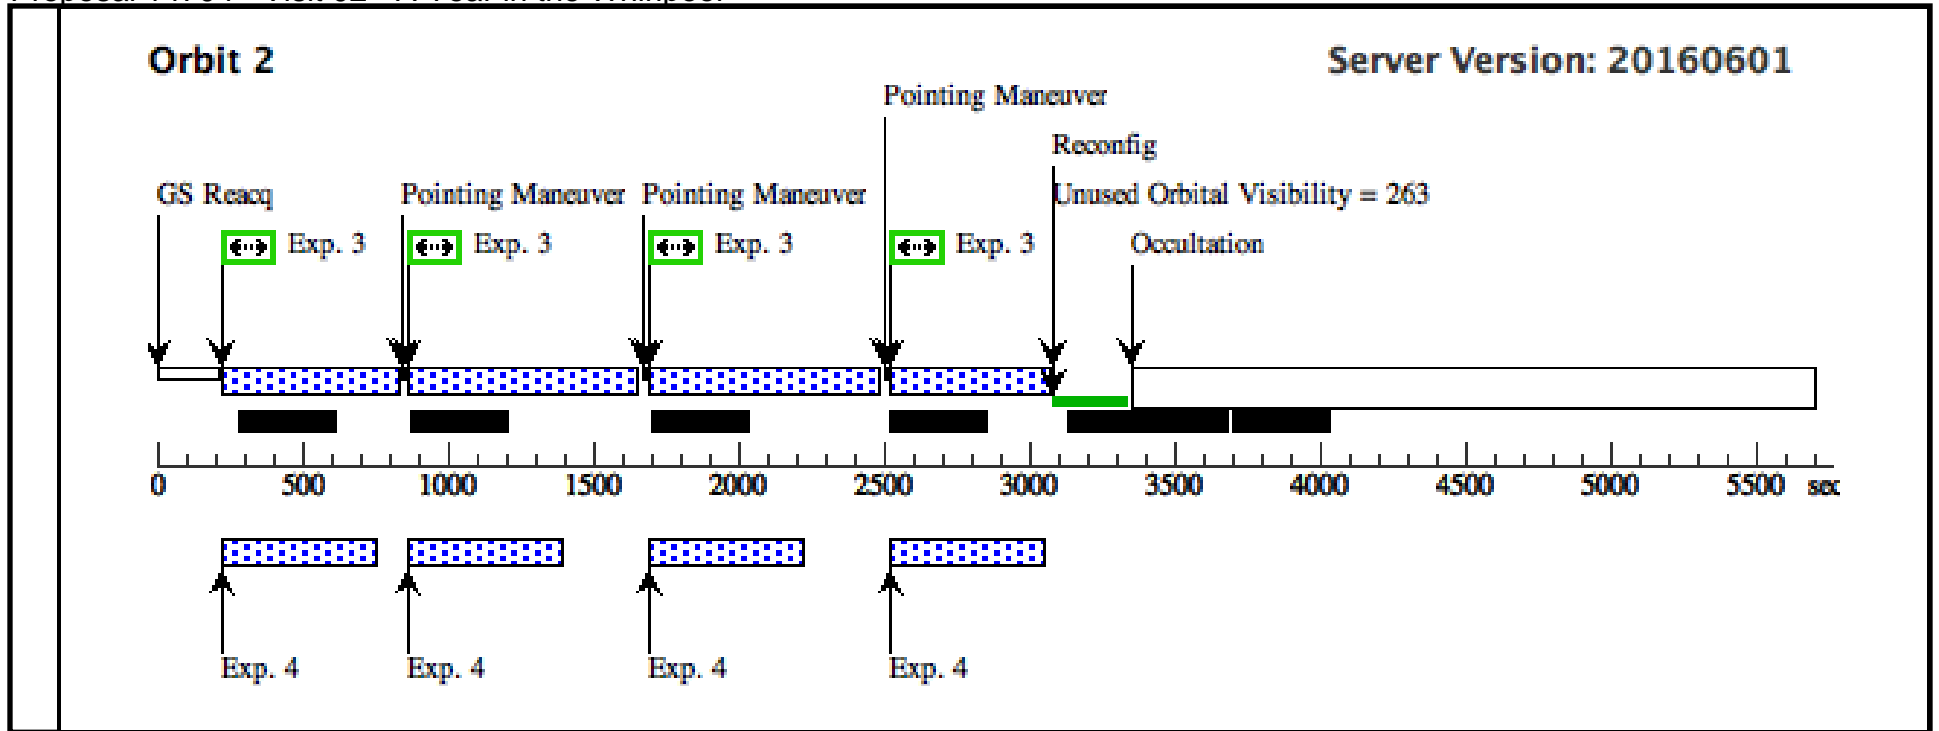 Orbit 2
Server Version: 20160601
Pointing Maneuver
Reconfig
GS Reacq
Pointing Maneuver
Pointing Maneuver
Unused Orbital Visibility = 263
Exp. 3
Exp. 3
Exp. 3
Exp. 3
Occultation
0 500 1000 1500 2000 2500 3000 3500 4000 4500 5000 5500 sec
Exp. 4
Exp. 4
Exp. 4
Exp. 4